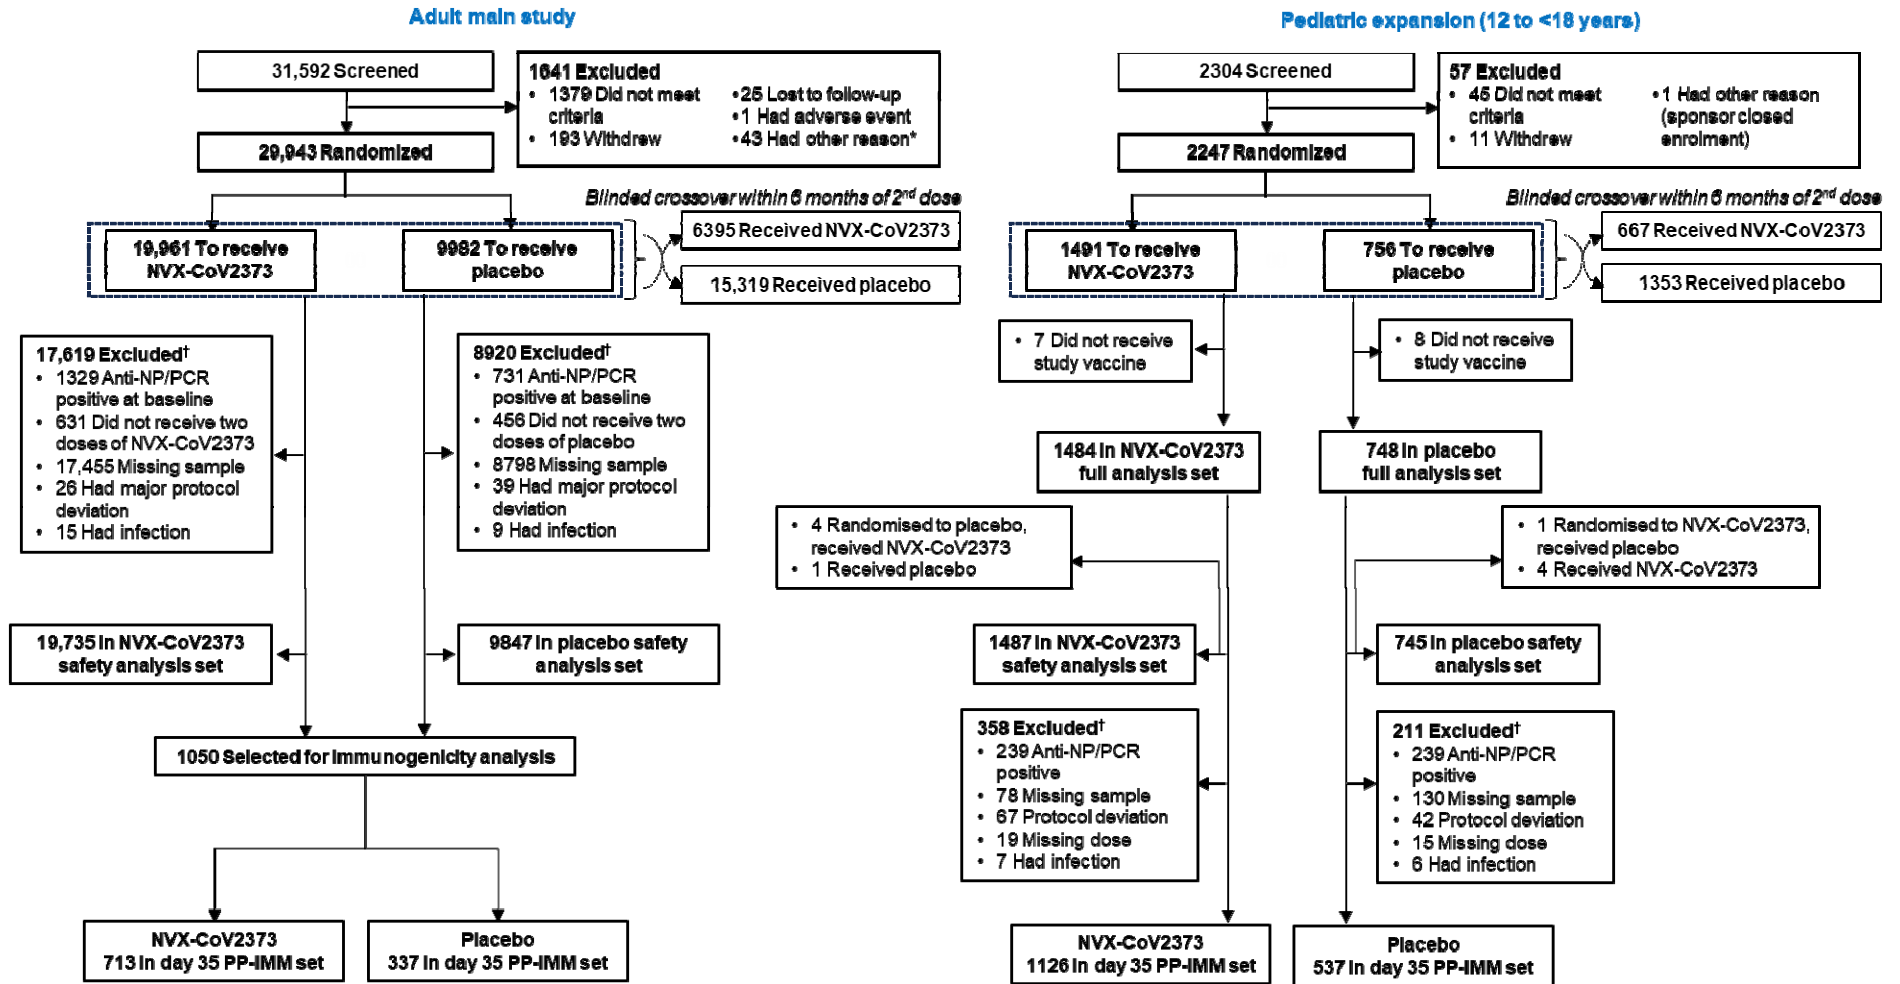 Adult main study
31,592 Screened
1641 Excluded
• 1379 Did not meet
criteria
• 193 Withdrew
• 25 Lost to follow-up
• 1 Had adverse event
• 43 Had other reason*
29,943 Randomized
Blinded crossover within 6 months of 2nd dose
19,961 To receive
NVX-CoV2373
9982 To receive
placebo
6395 Received NVX-CoV2373
15,319 Received placebo
17,619 Excluded†
• 1329 Anti-NP/PCR
positive at baseline
• 631 Did not receive two
doses of NVX-CoV2373
• 17,455 Missing sample
• 26 Had major protocol
deviation
• 15 Had infection
8920 Excluded†
• 731 Anti-NP/PCR
positive at baseline
• 456 Did not receive two
doses of placebo
• 8798 Missing sample
• 39 Had major protocol
deviation
• 9 Had infection
19,735 In NVX-CoV2373
safety analysis set
9847 In placebo safety
analysis set
1050 Selected for immunogenicity analysis
NVX-CoV2373
713 In day 35 PP-IMM set
Placebo
337 In day 35 PP-IMM set
Pediatric expansion (12 to <18 years)
2304 Screened
57 Excluded
• 45 Did not meet
criteria
• 11 Withdrew
• 1 Had other reason
(sponsor closed
enrolment)
2247 Randomized
Blinded crossover within 6 months of 2nd dose
1491 To receive
NVX-CoV2373
756 To receive
placebo
667 Received NVX-CoV2373
1353 Received placebo
• 7 Did not receive
study vaccine
• 8 Did not receive
study vaccine
1484 In NVX-CoV2373
full analysis set
748 In placebo
full analysis set
• 4 Randomised to placebo,
received NVX-CoV2373
• 1 Received placebo
• 1 Randomised to NVX-CoV2373,
received placebo
• 4 Received NVX-CoV2373
1487 In NVX-CoV2373
safety analysis set
745 In placebo safety
analysis set
358 Excluded†
• 239 Anti-NP/PCR
positive
• 78 Missing sample
• 67 Protocol deviation
• 19 Missing dose
• 7 Had infection
211 Excluded†
• 239 Anti-NP/PCR
positive
• 130 Missing sample
• 42 Protocol deviation
• 15 Missing dose
• 6 Had infection
NVX-CoV2373
1126 In day 35 PP-IMM set
Placebo
537 In day 35 PP-IMM set